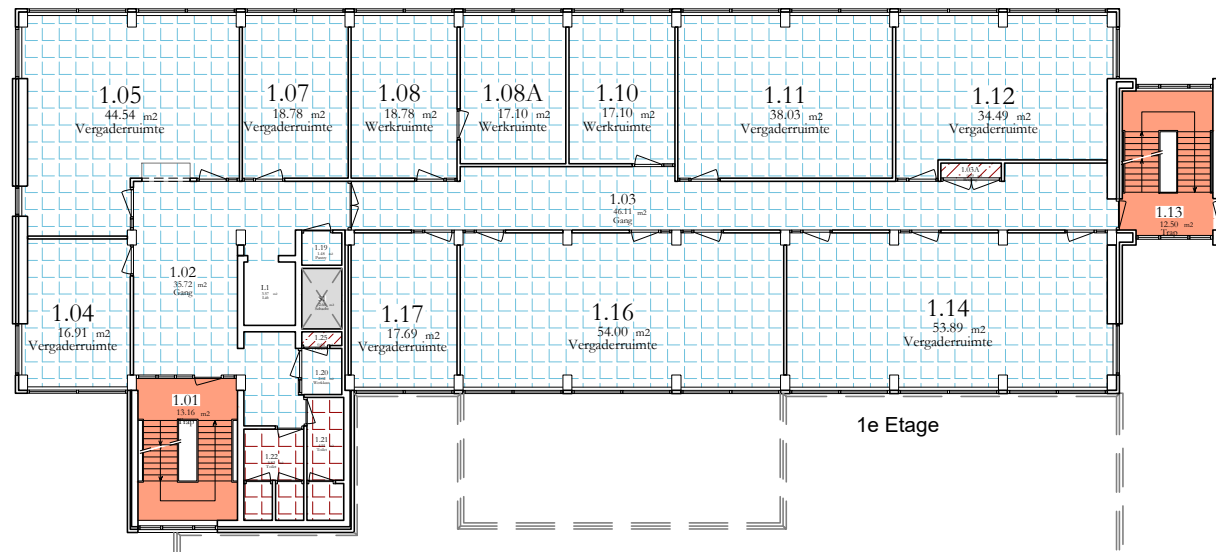 1.05
44.54 m2
Vergaderruimte
1.07
18.78 m2
Vergaderruimte
1.08
18.78 m2
Werkruimte
1.08A
17.10 m2
Werkruimte
1.10
17.10 m2
Werkruimte
1.11
38.03 m2
Vergaderruimte
1.12
34.49 m2
Vergaderruimte
1.03A
1.03
46.11 m2
Gang
1.13
12.50 m2
Trap
1.19
1.02
35.72 m2
Gang
1.04
16.91 m2
Vergaderruimte
1.25
1.17
17.69 m2
Vergaderruimte
1.16
54.00 m2
Vergaderruimte
1.14
53.89 m2
Vergaderruimte
1.20
1.01
13.16 m2
Trap
1.21
1.22
1e Etage